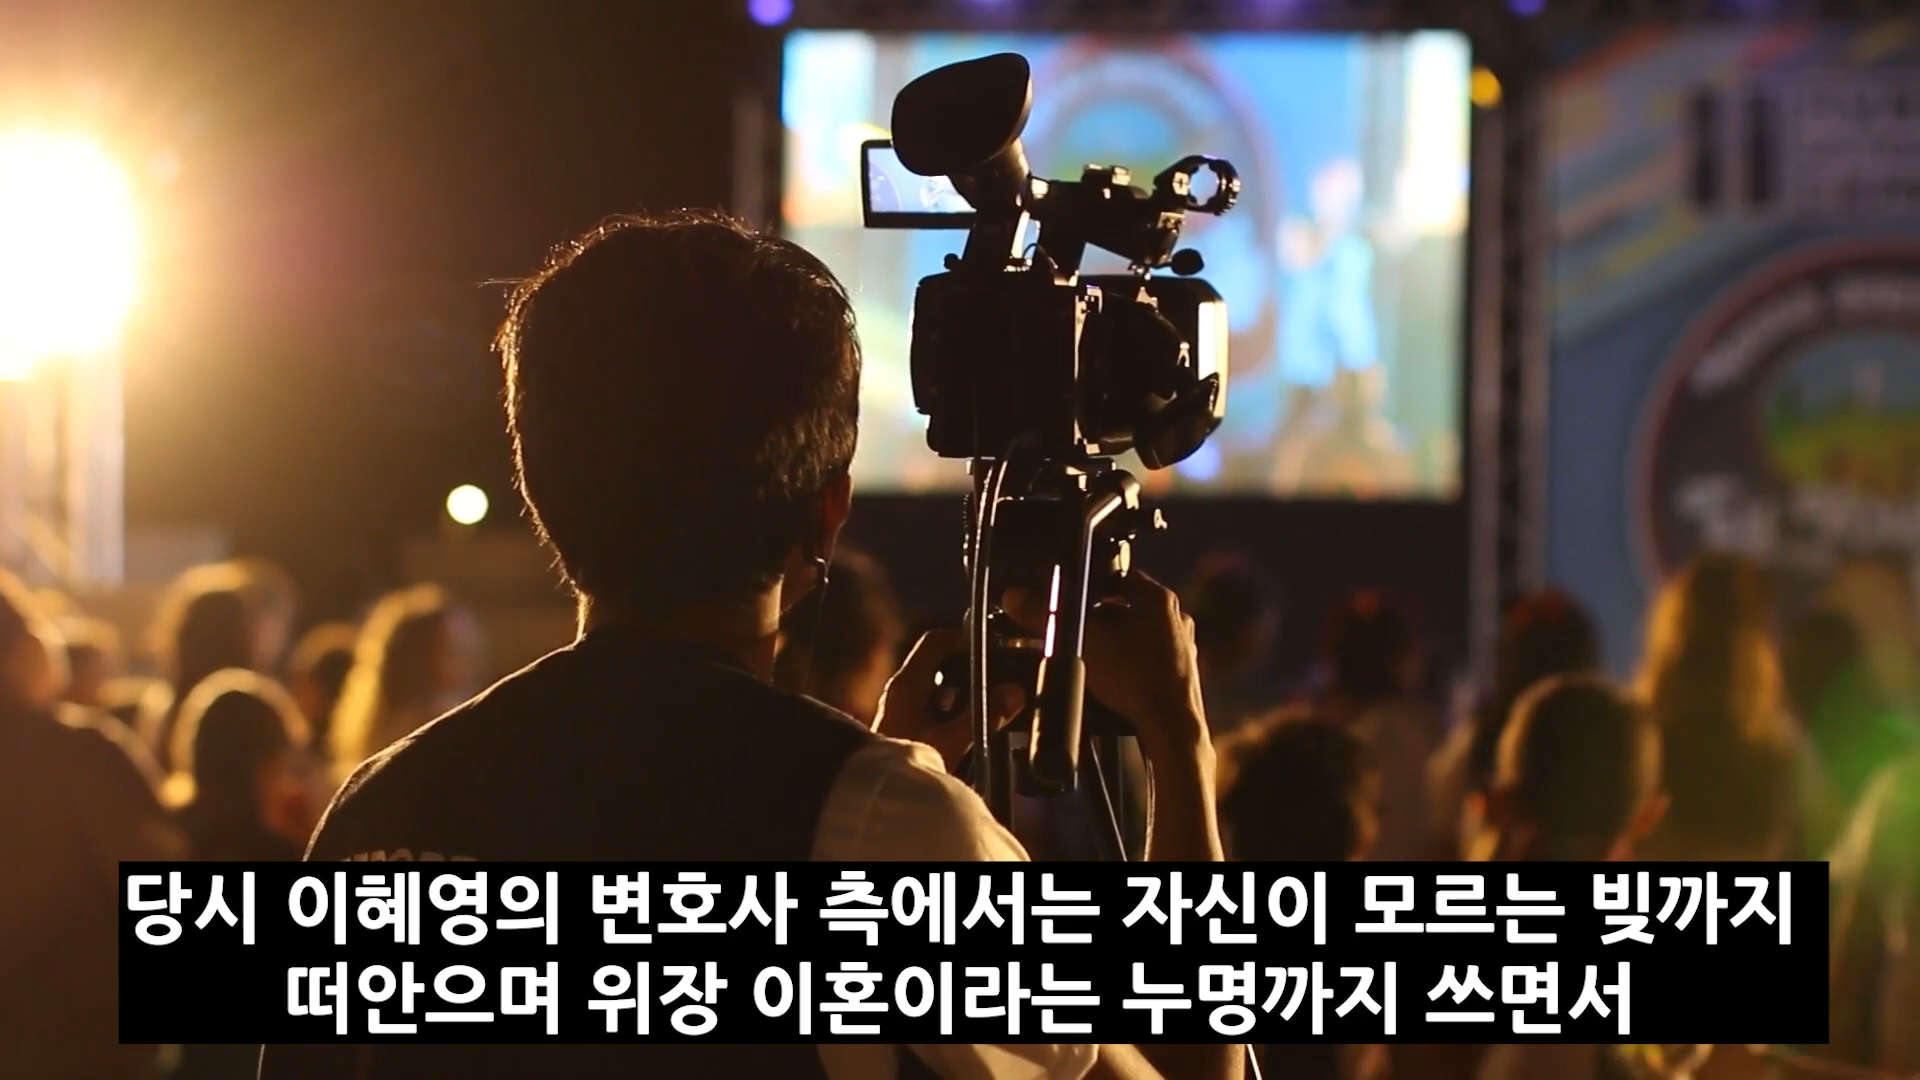 당시 이혜영의 변호사 측에서는 자신이 모르는 빚까지
떠안으며 위장 이혼이라는 누명까지 쓰면서